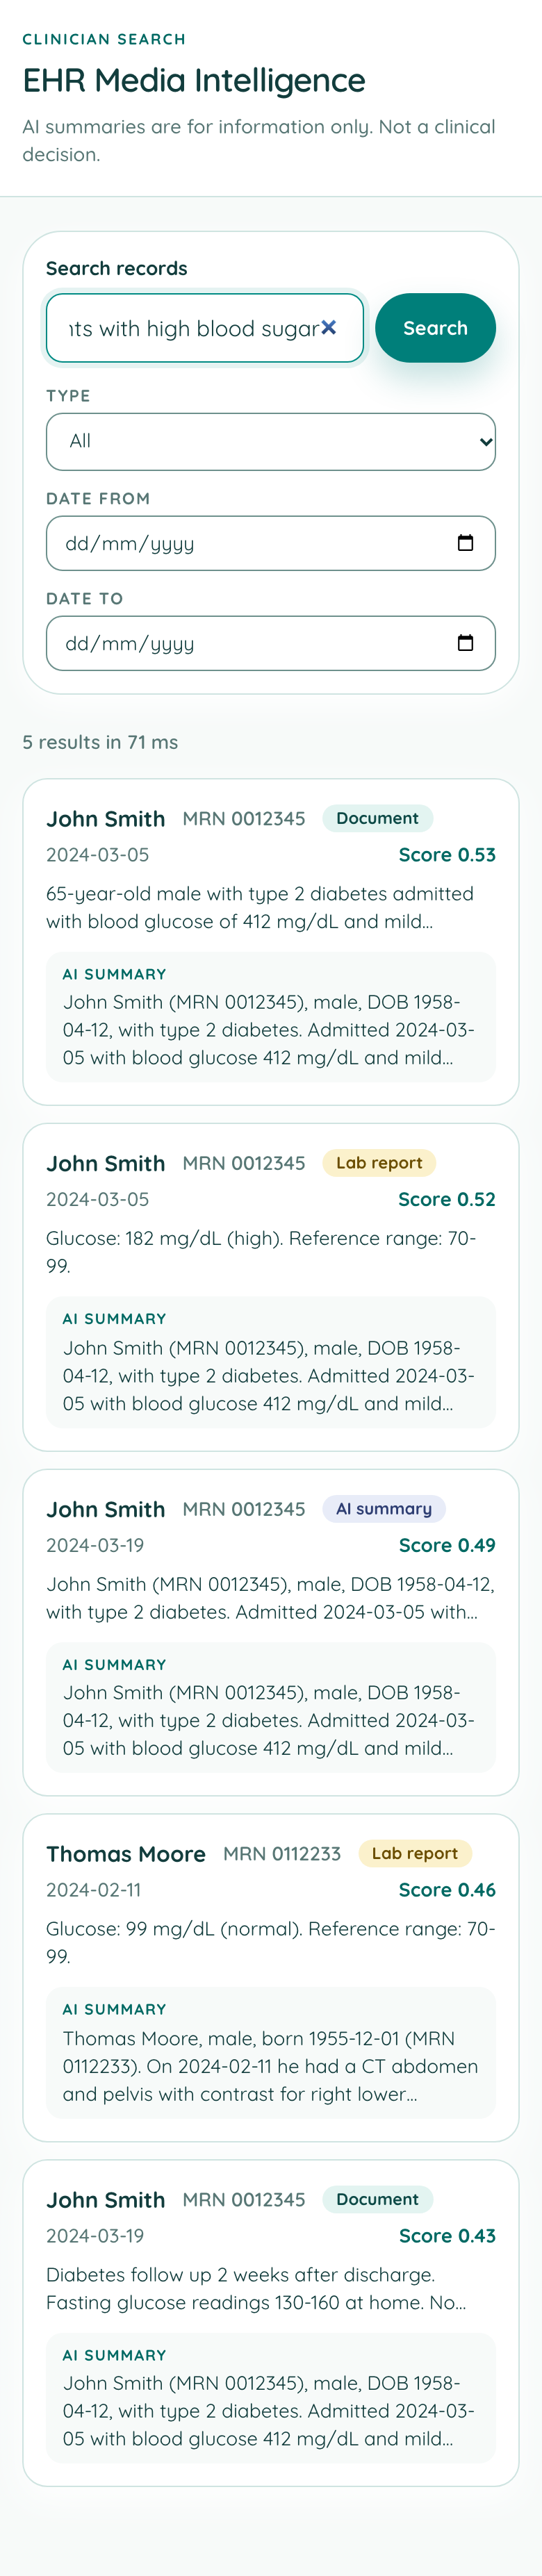 CLINICIAN SEARCH
EHR Media Intelligence
AI summaries are for information only. Not a clinical
decision.
Search records
nts with high blood sugar
Search
TYPE
All
DATE FROM
dd/mm/yyyy
DATE TO
dd/mm/yyyy
5 results in 71 ms
John Smith MRN 0012345 Document
2024-03-05 Score 0.53
65-year-old male with type 2 diabetes admitted
with blood glucose of 412 mg/dL and mild...
AI SUMMARY
John Smith (MRN 0012345), male, DOB 1958-
04-12, with type 2 diabetes. Admitted 2024-03-
05 with blood glucose 412 mg/dL and mild...
John Smith MRN 0012345 Lab report
2024-03-05 Score 0.52
Glucose: 182 mg/dL (high). Reference range: 70-
99.
AI SUMMARY
John Smith (MRN 0012345), male, DOB 1958-
04-12, with type 2 diabetes. Admitted 2024-03-
05 with blood glucose 412 mg/dL and mild...
John Smith MRN 0012345 AI summary
2024-03-19 Score 0.49
John Smith (MRN 0012345), male, DOB 1958-04-12,
with type 2 diabetes. Admitted 2024-03-05 with...
AI SUMMARY
John Smith (MRN 0012345), male, DOB 1958-
04-12, with type 2 diabetes. Admitted 2024-03-
05 with blood glucose 412 mg/dL and mild...
Thomas Moore MRN 0112233 Lab report
2024-02-11 Score 0.46
Glucose: 99 mg/dL (normal). Reference range: 70-
99.
AI SUMMARY
Thomas Moore, male, born 1955-12-01 (MRN
0112233). On 2024-02-11 he had a CT abdomen
and pelvis with contrast for right lower...
John Smith MRN 0012345 Document
2024-03-19 Score 0.43
Diabetes follow up 2 weeks after discharge.
Fasting glucose readings 130-160 at home. No...
AI SUMMARY
John Smith (MRN 0012345), male, DOB 1958-
04-12, with type 2 diabetes. Admitted 2024-03-
05 with blood glucose 412 mg/dL and mild...